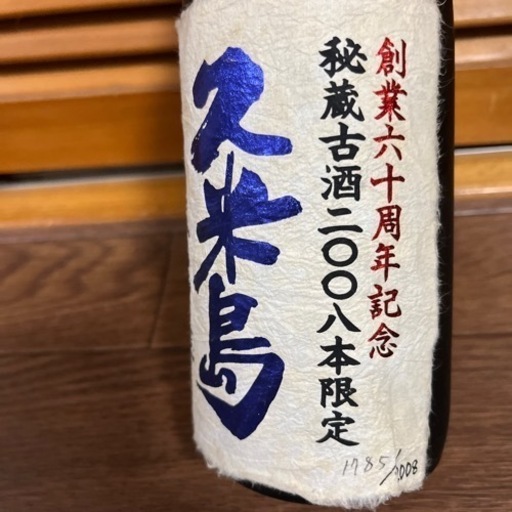 創業六十周年記念
秘蔵古酒二〇〇八本限定
久米島
1785/2008